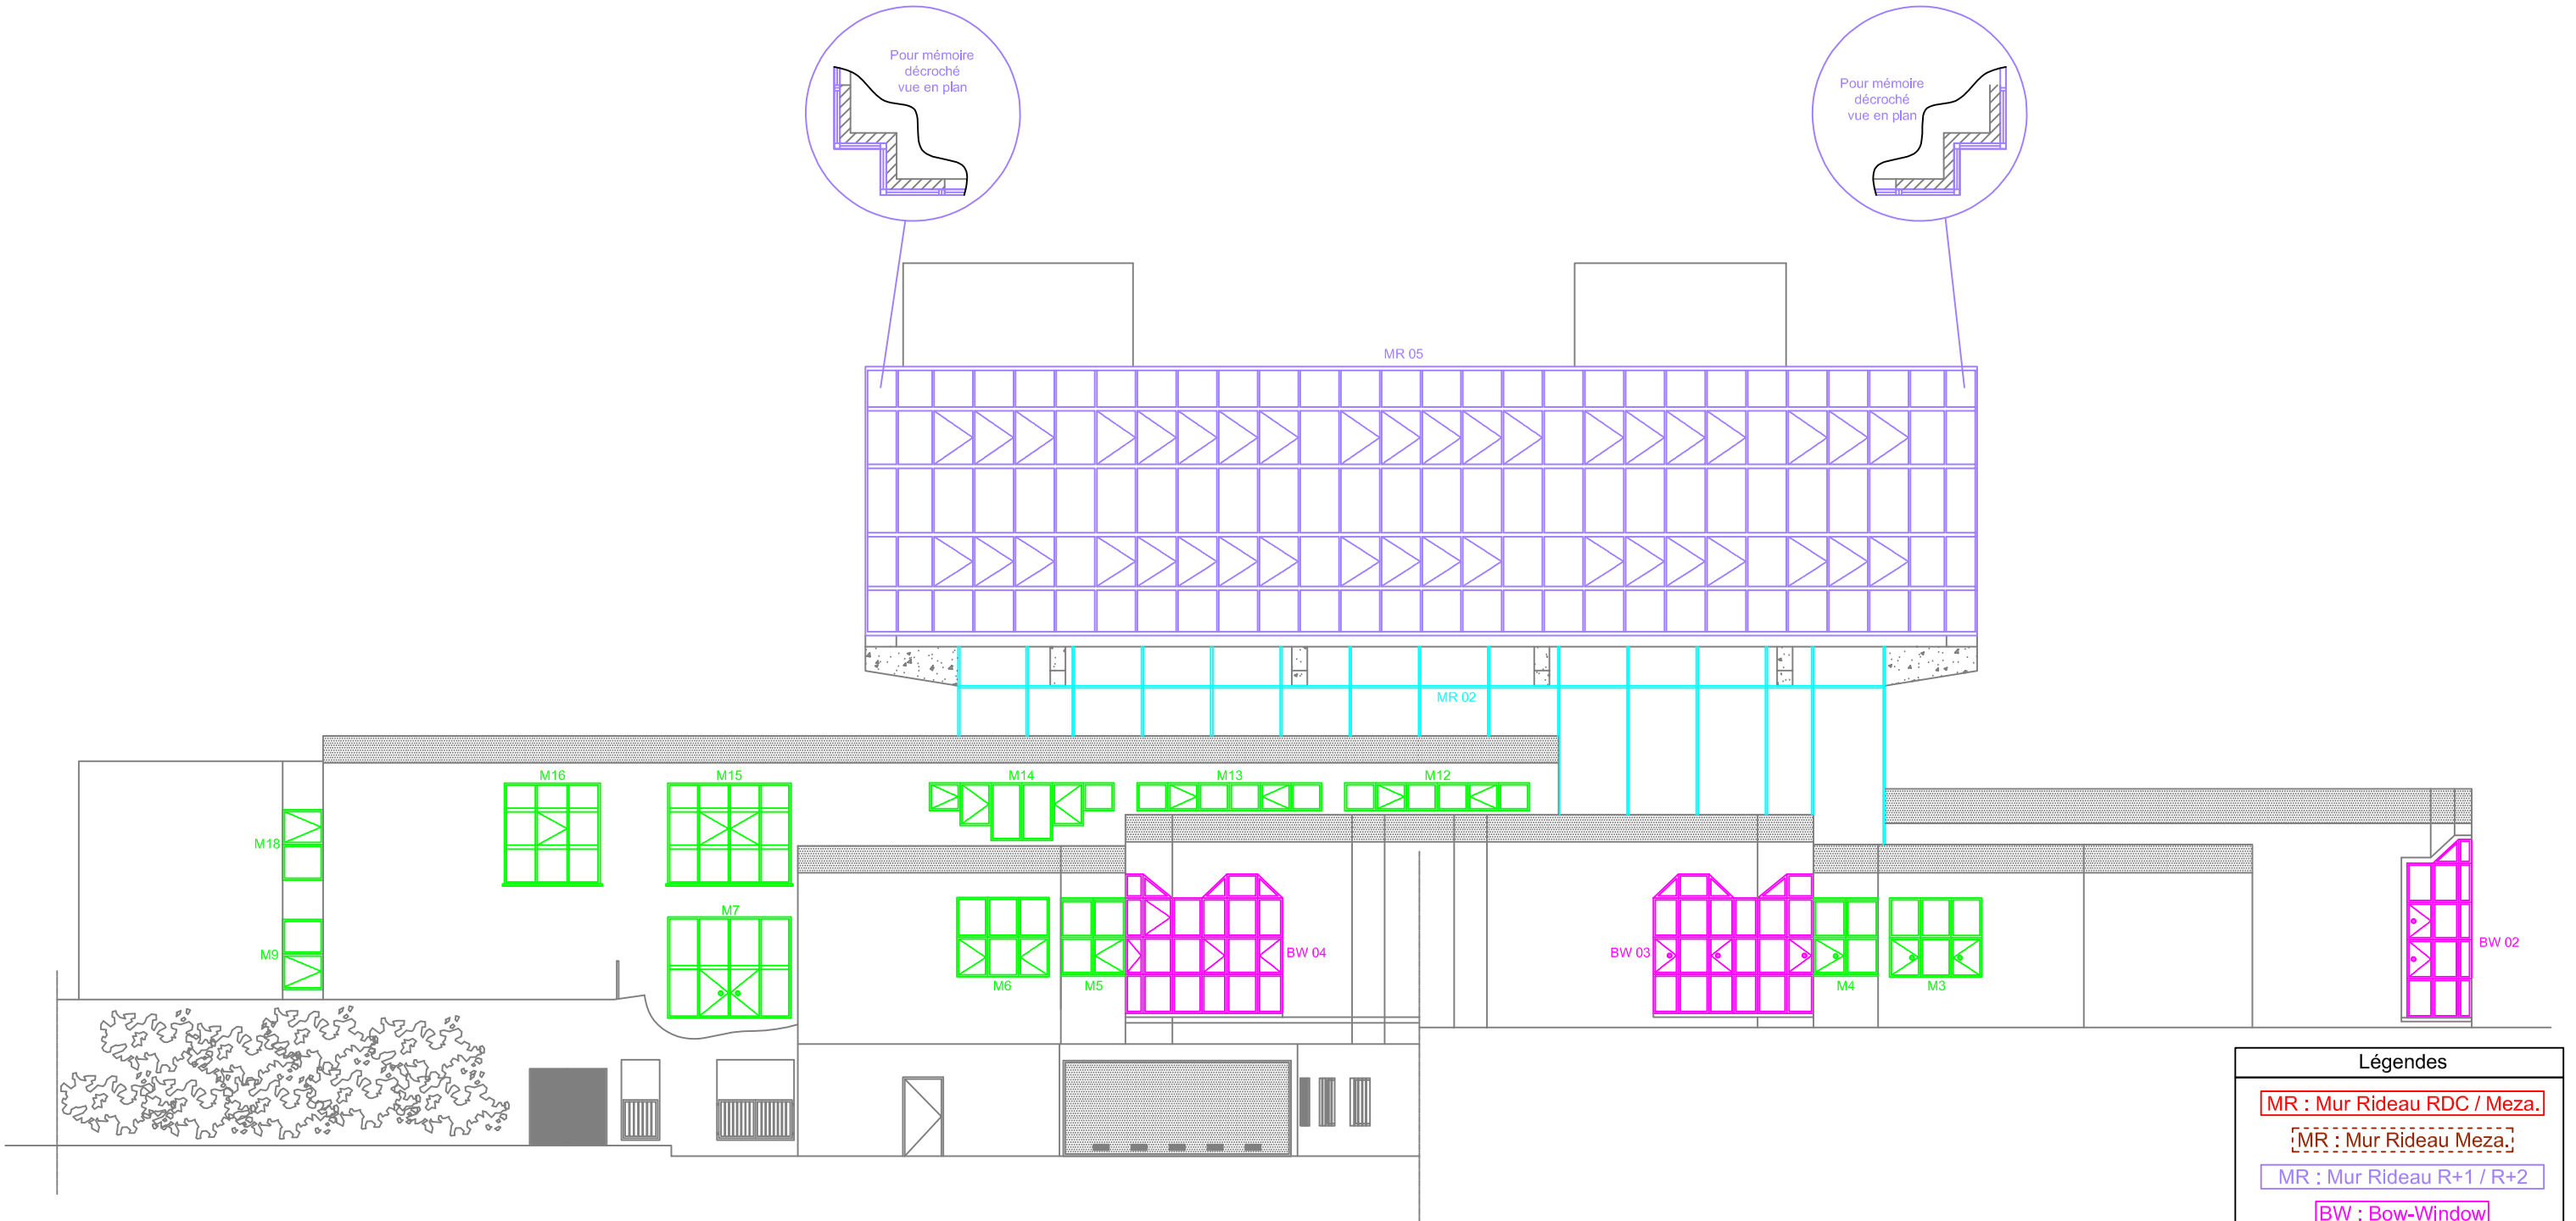 Pour mémoire
décroché
vue en plan
Pour mémoire
décroché
vue en plan
MR 05
MR 02
M16
M15
M14
M13
M12
M18
M7
M9
BW 04
BW 03
BW 02
M6
M5
M4
M3
Légendes
MR : Mur Rideau RDC / Meza.
MR : Mur Rideau Meza.
MR : Mur Rideau R+1 / R+2
BW : Bow-Window